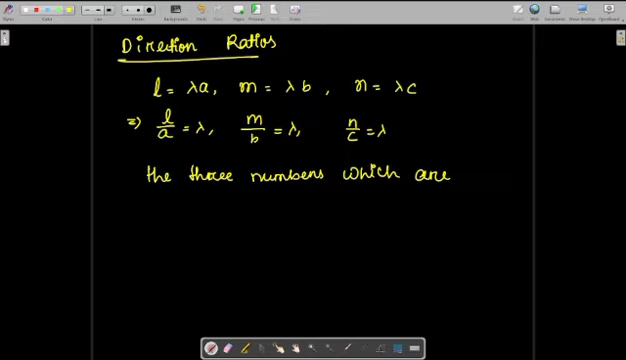 Direction Ratios
l = λa, m = λb, n = λc
⇒) l/a = λ, m/b = λ, n/c = λ
the three numbers which are